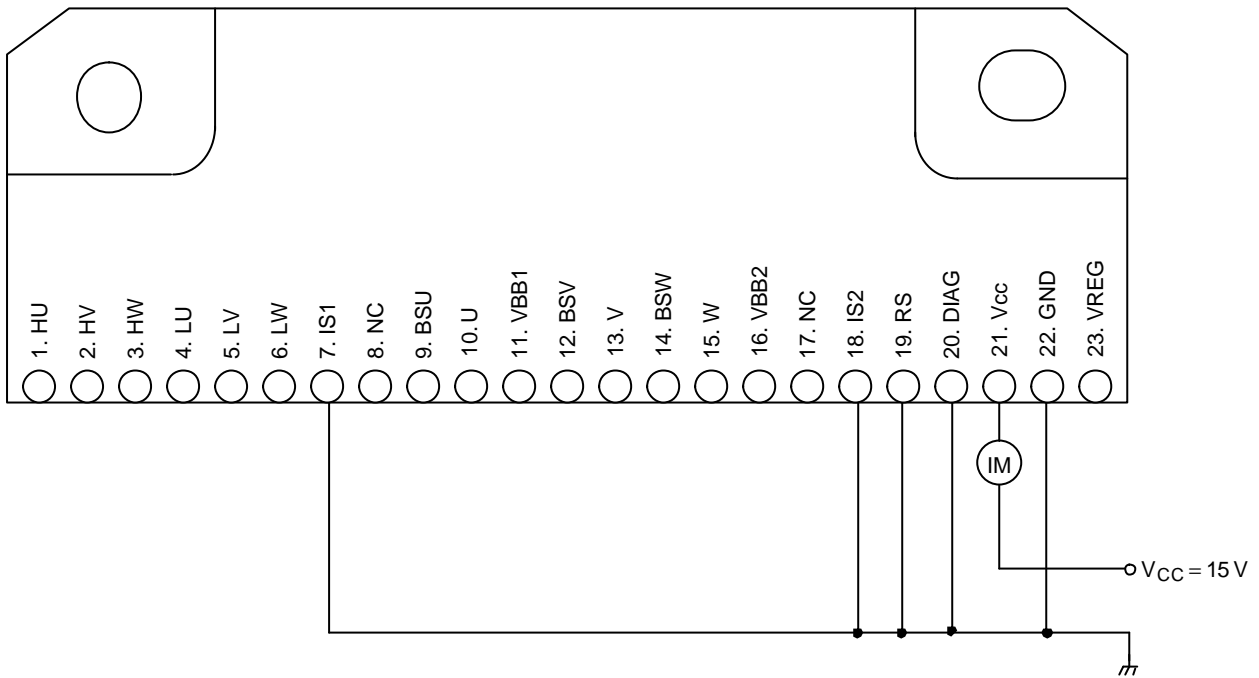 1. HU
2. HV
3. HW
4. LU
5. LV
6. LW
7. IS1
8. NC
9. BSU
10. U
11. VBB1
12. BSV
13. V
14. BSW
15. W
16. VBB2
17. NC
18. IS2
19. RS
20. DIAG
21. Vcc
22. GND
23. VREG
IM
VCC = 15 V